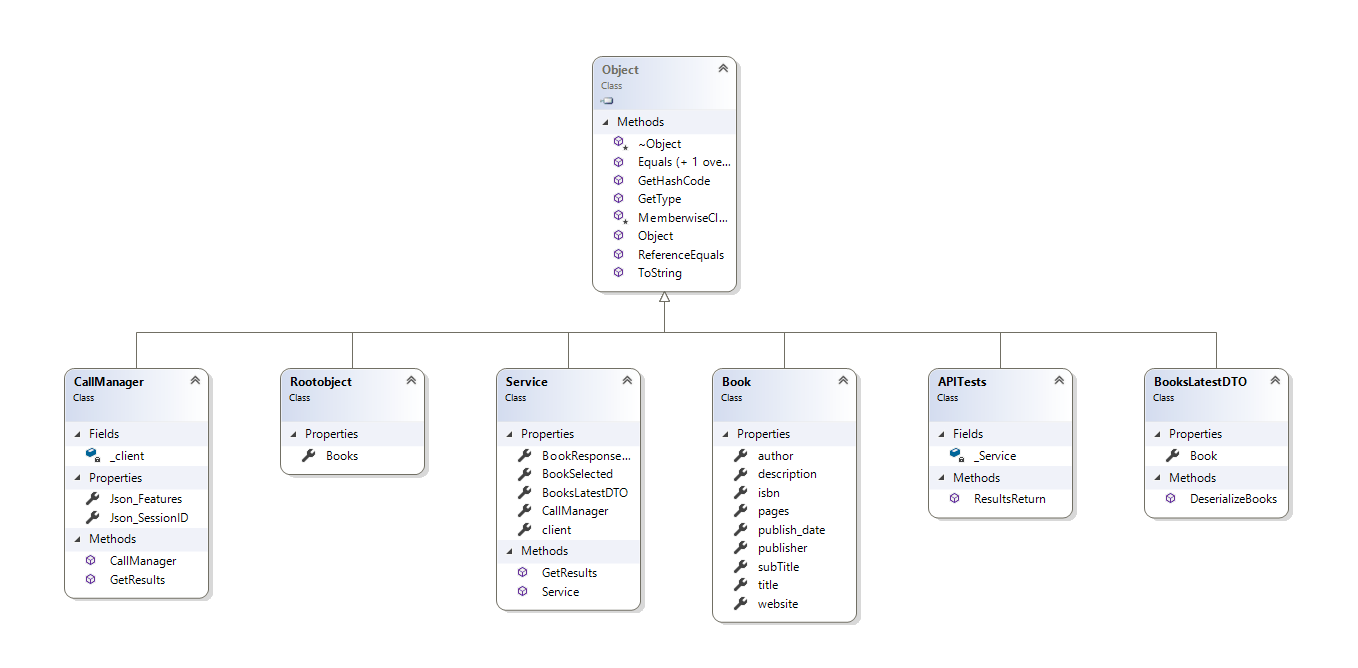 Object
Class
Methods
~Object
Equals (+ 1 ove...
GetHashCode
GetType
MemberwiseCl...
Object
ReferenceEquals
ToString
CallManager
Class
Fields
_client
Properties
Json_Features
Json_SessionID
Methods
CallManager
GetResults
Rootobject
Class
Properties
Books
Service
Class
Properties
BookResponse...
BookSelected
BooksLatestDTO
CallManager
client
Methods
GetResults
Service
Book
Class
Properties
author
description
isbn
pages
publish_date
publisher
subTitle
title
website
APITests
Class
Fields
_Service
Methods
ResultsReturn
BooksLatestDTO
Class
Properties
Book
Methods
DeserializeBooks